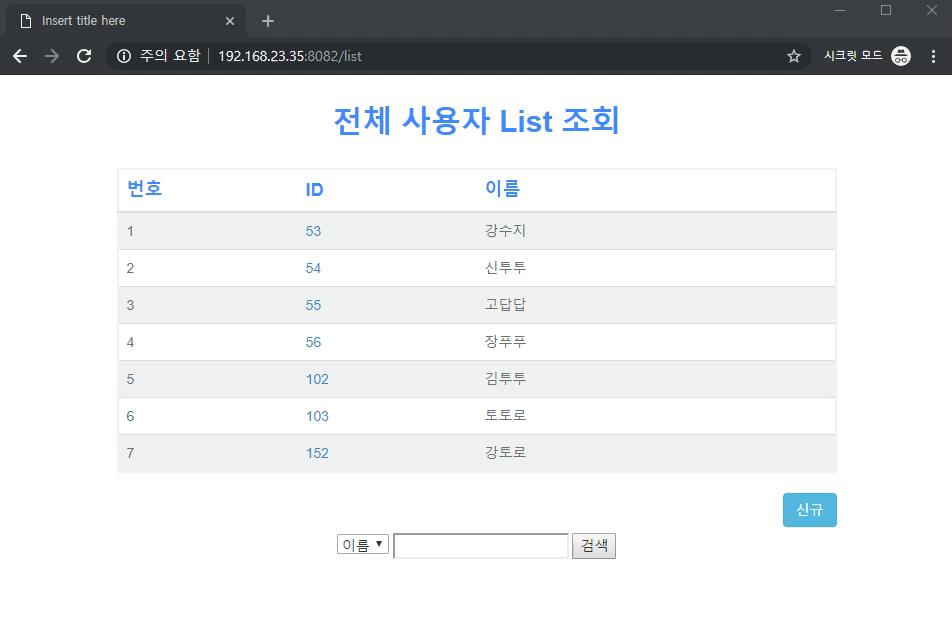 Insert title here
주의 요함 192.168.23.35:8082/list 시크릿 모드
전체 사용자 List 조회
번호 ID 이름
1 53 강수지
2 54 신투투
3 55 고답답
4 56 장푸푸
5 102 김투투
6 103 토토로
7 152 강토로
신규
이름 검색